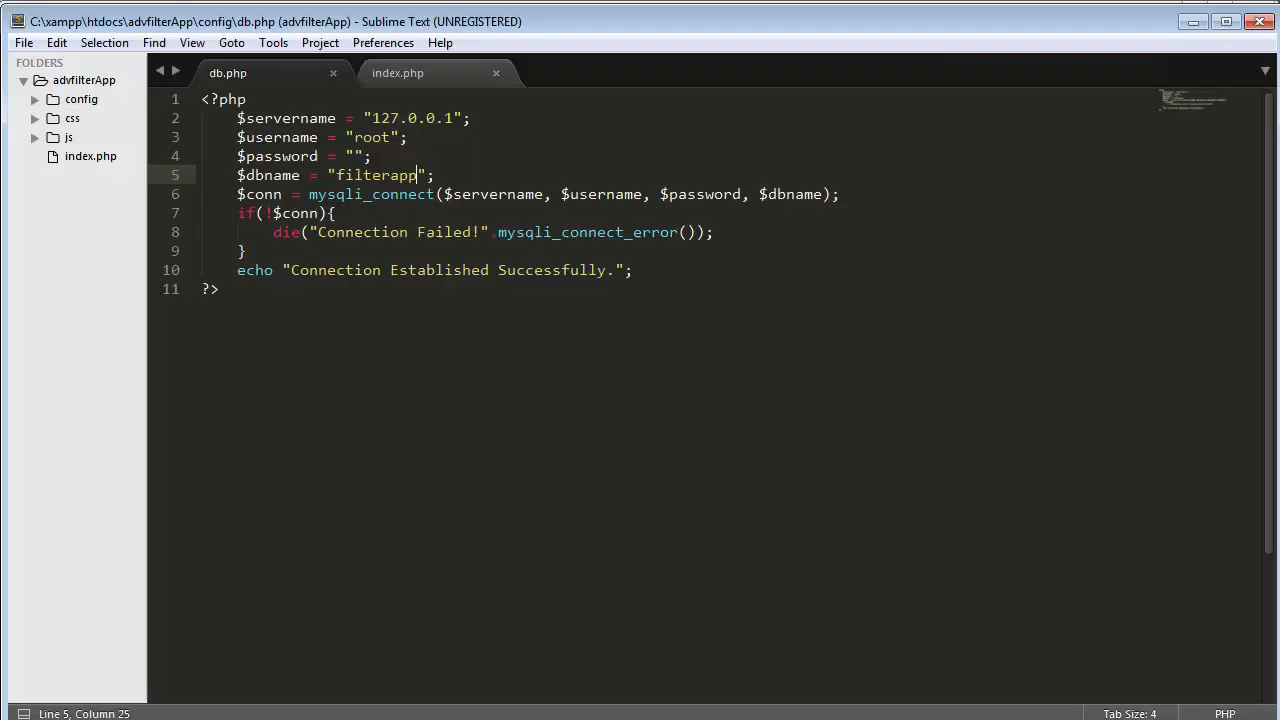 C:\xampp\htdocs\advfilterApp\config\db.php (advfilterApp) - Sublime Text (UNREGISTERED)
File Edit Selection Find View Goto Tools Project Preferences Help
FOLDERS
advfilterApp
config
css
js
index.php
db.php index.php
1 <?php
2 $servername = "127.0.0.1";
3 $username = "root";
4 $password = "";
5 $dbname = "filterapp";
6 $conn = mysqli_connect($servername, $username, $password, $dbname);
7 if(!$conn){
8 die("Connection Failed!".mysqli_connect_error());
9 }
10 echo "Connection Established Successfully.";
11 ?>
Line 5, Column 25 Tab Size: 4 PHP